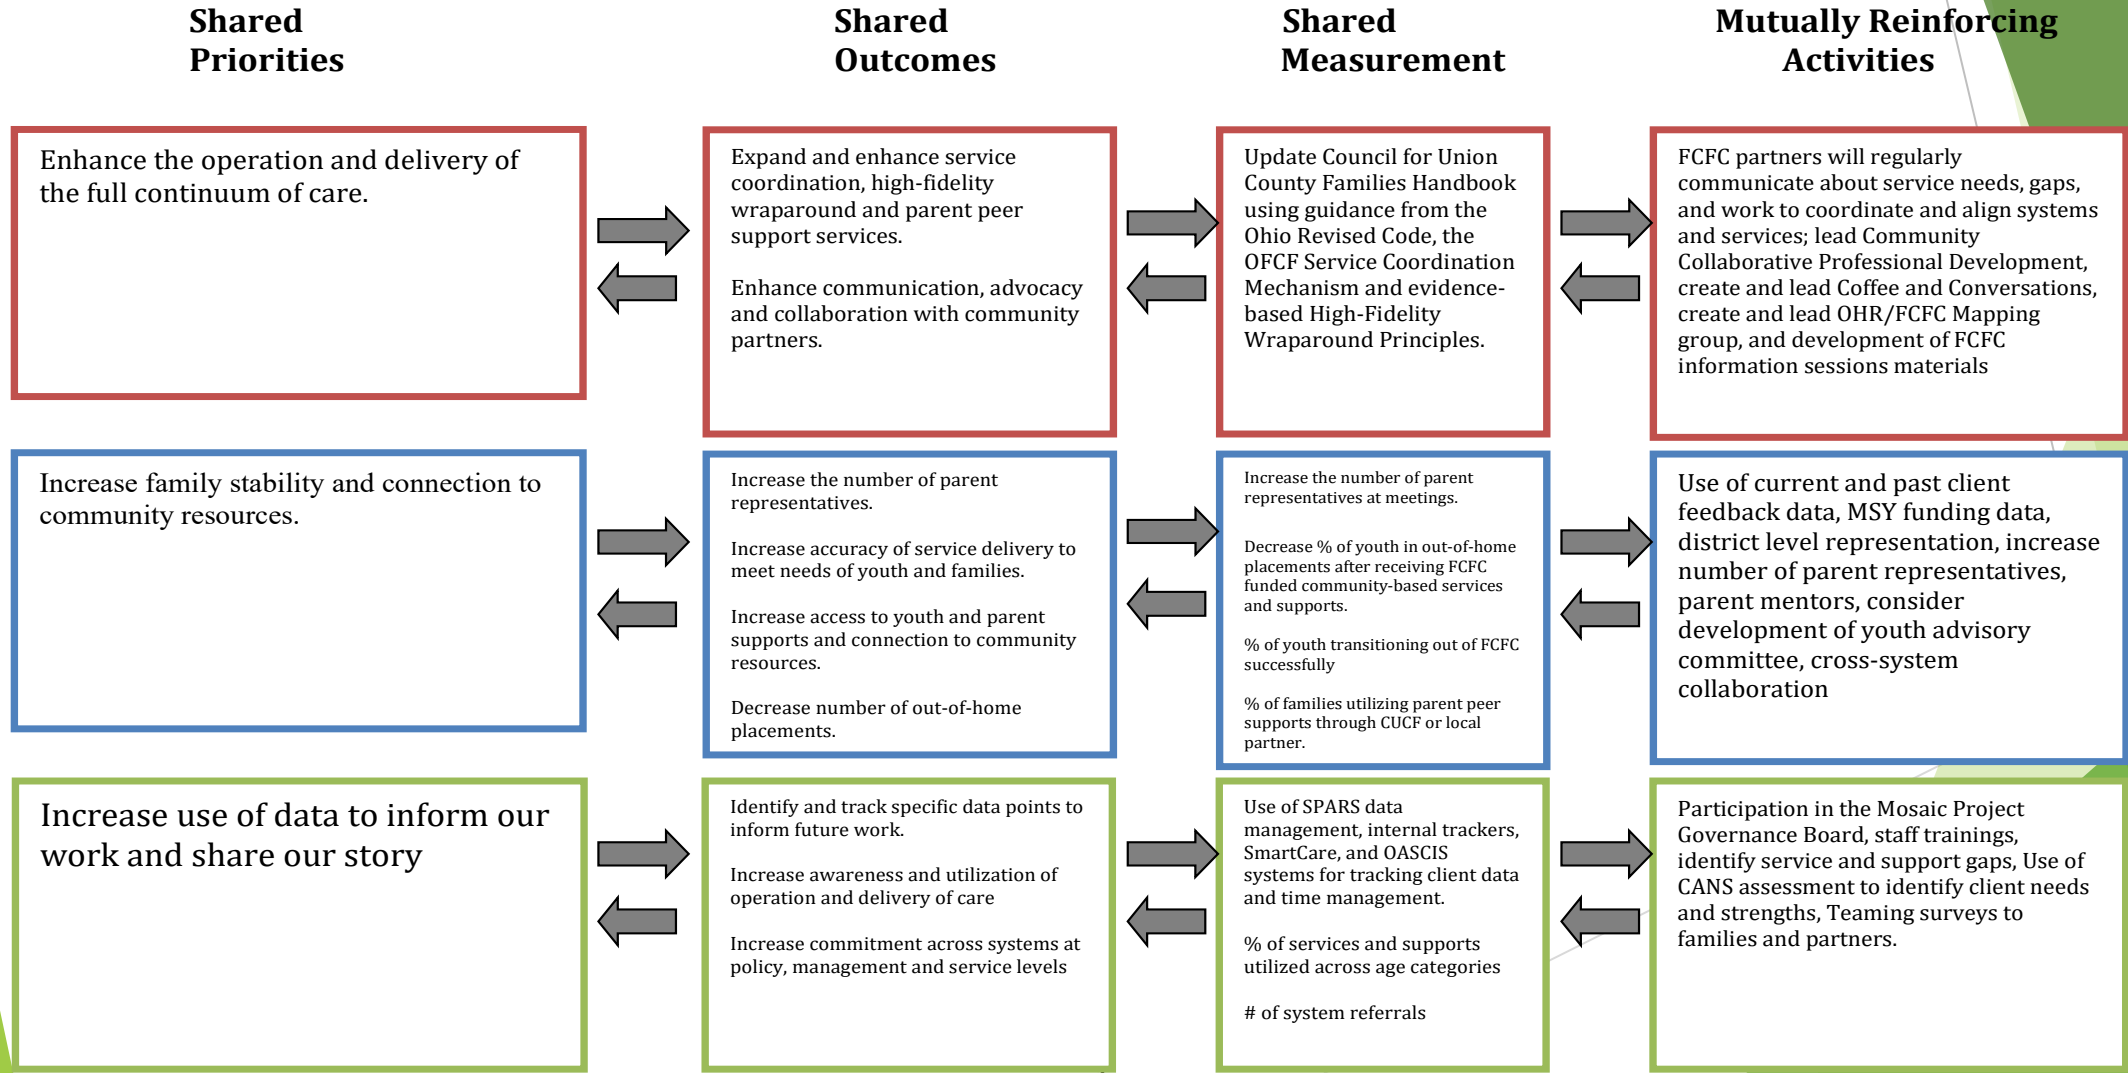 Shared
Priorities
Shared
Outcomes
Shared
Measurement
Mutually Reinforcing
Activities
Enhance the operation and delivery of
the full continuum of care.
Expand and enhance service
coordination, high-fidelity
wraparound and parent peer
support services.
Enhance communication, advocacy
and collaboration with community
partners.
Update Council for Union
County Families Handbook
using guidance from the
Ohio Revised Code, the
OFCF Service Coordination
Mechanism and evidence-
based High-Fidelity
Wraparound Principles.
FCFC partners will regularly
communicate about service needs, gaps,
and work to coordinate and align systems
and services; lead Community
Collaborative Professional Development,
create and lead Coffee and Conversations,
create and lead OHR/FCFC Mapping
group, and development of FCFC
information sessions materials
Increase family stability and connection to
community resources.
Increase the number of parent
representatives.
Increase accuracy of service delivery to
meet needs of youth and families.
Increase access to youth and parent
supports and connection to community
resources.
Decrease number of out-of-home
placements.
Increase the number of parent
representatives at meetings.
Decrease % of youth in out-of-home
placements after receiving FCFC
funded community-based services
and supports.
% of youth transitioning out of FCFC
successfully
% of families utilizing parent peer
supports through CUCF or local
partner.
Use of current and past client
feedback data, MSY funding data,
district level representation, increase
number of parent representatives,
parent mentors, consider
development of youth advisory
committee, cross-system
collaboration
Increase use of data to inform our
work and share our story
Identify and track specific data points to
inform future work.
Increase awareness and utilization of
operation and delivery of care
Increase commitment across systems at
policy, management and service levels
Use of SPARS data
management, internal trackers,
SmartCare, and OASCIS
systems for tracking client data
and time management.
% of services and supports
utilized across age categories
# of system referrals
Participation in the Mosaic Project
Governance Board, staff trainings,
identify service and support gaps, Use of
CANS assessment to identify client needs
and strengths, Teaming surveys to
families and partners.